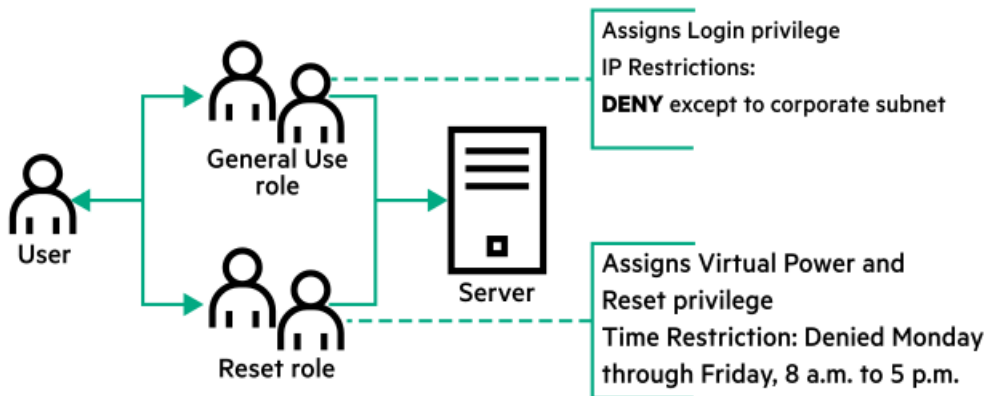 Assigns Login privilege
IP Restrictions:
DENY except to corporate subnet
General Use
role
User
Server
Assigns Virtual Power and
Reset privilege
Time Restriction: Denied Monday
through Friday, 8 a.m. to 5 p.m.
Reset role